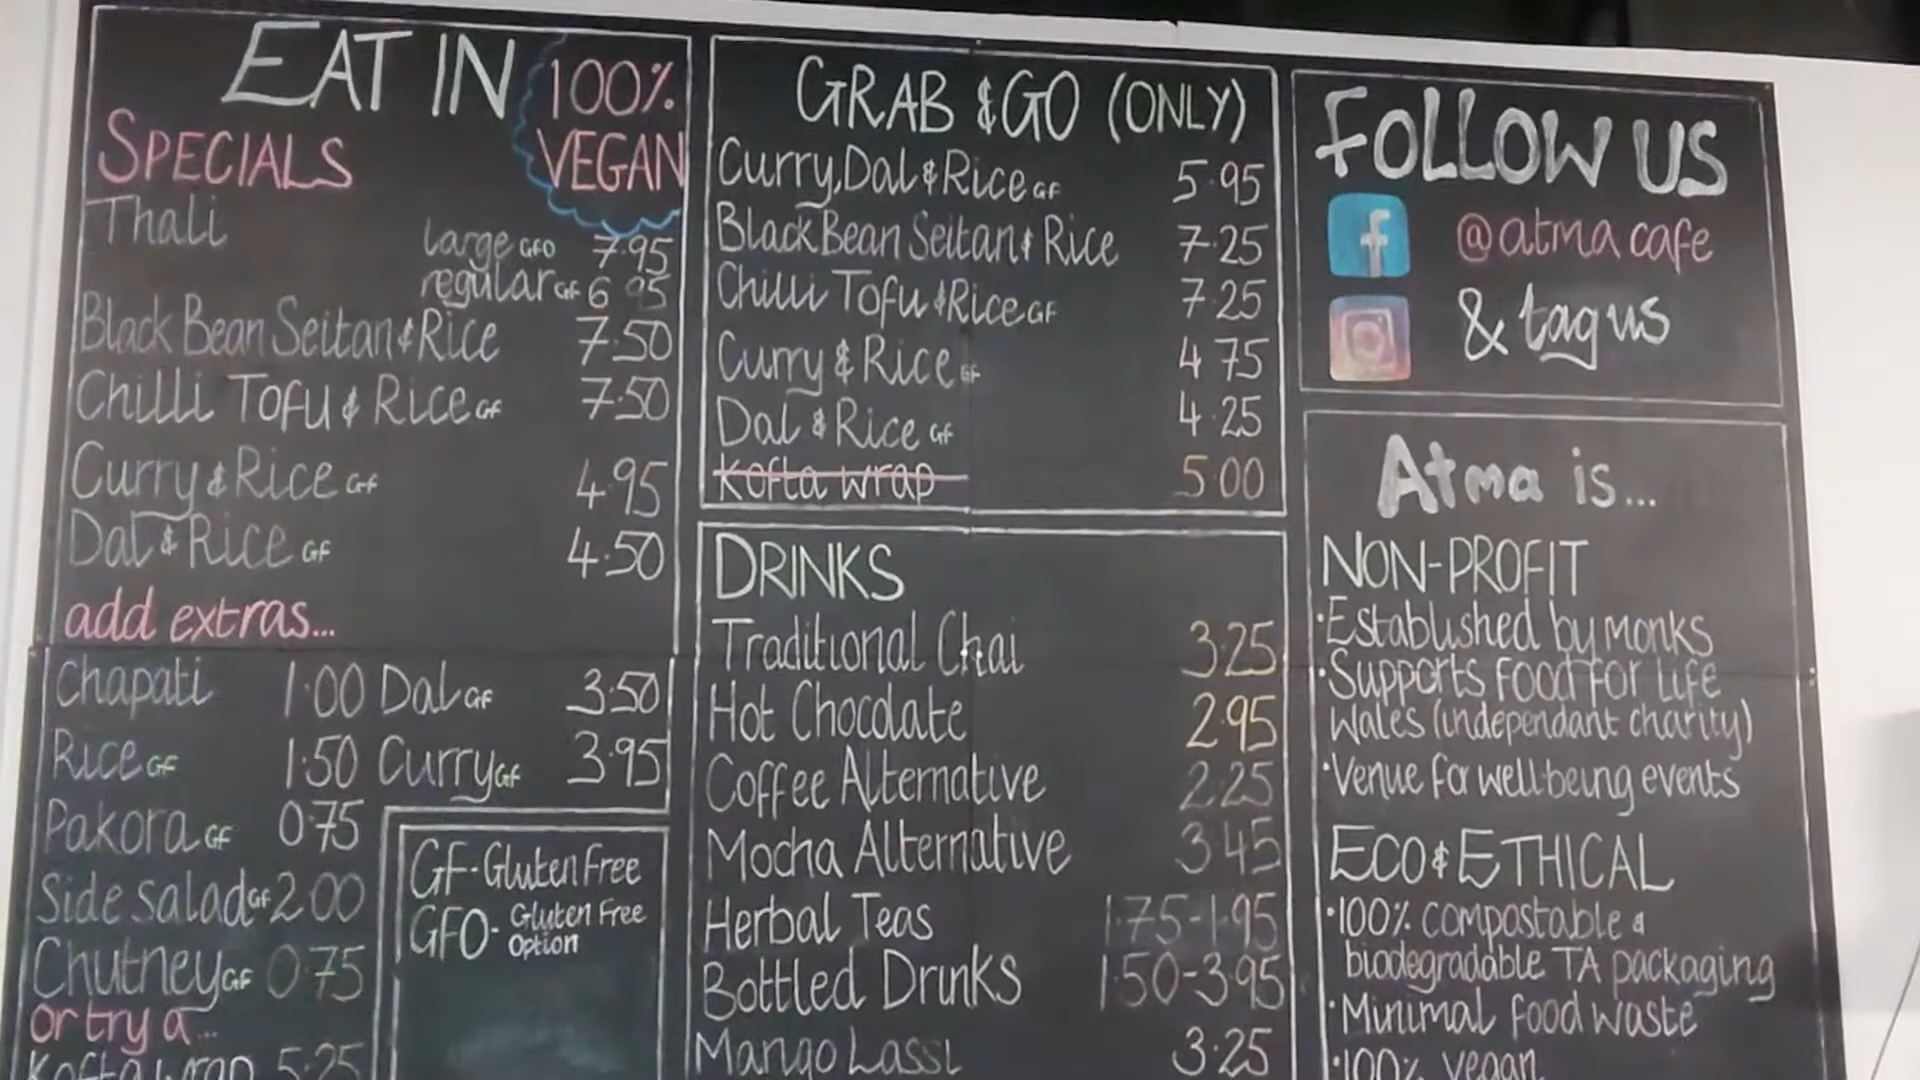 EAT IN
100%
VEGAN
SPECIALS
Thali
Large GFO 7.95
regular GF 6.95
Black Bean Seitan & Rice 7.50
Chilli Tofu & Rice GF 7.50
Curry & Rice GF 4.95
Dal & Rice GF 4.50
add extras...
Chapati 1.00 Dal GF 3.50
Rice GF 1.50 Curry GF 3.95
Pakora GF 0.75
Side Salad GF 2.00
Chutney GF 0.75
or try a...
Kofta wrap 5.25
GF - Gluten Free
GFO - Gluten Free
Option
GRAB & GO (ONLY)
Curry, Dal & Rice GF 5.95
Black Bean Seitan & Rice 7.25
Chilli Tofu & Rice GF 7.25
Curry & Rice GF 4.75
Dal & Rice GF 4.25
Kofta wrap 5.00
DRINKS
Traditional Chai 3.25
Hot Chocolate 2.95
Coffee Alternative 2.25
Mocha Alternative 3.45
Herbal Teas 1.75-1.95
Bottled Drinks 1.50-3.95
Mango Lassi 3.25
FOLLOW US
f @atma cafe
& tag us
Atma is...
NON-PROFIT
·Established by monks
·Supports Food For Life
Wales (independant charity)
·Venue for well-being events
ECO & ETHICAL
·100% compostable &
biodegradable TA packaging
·Minimal food waste
·100% vegan